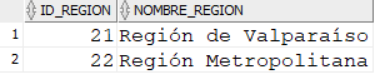 ID_REGION NOMBRE_REGION
1 21 Región de Valparaíso
2 22 Región Metropolitana